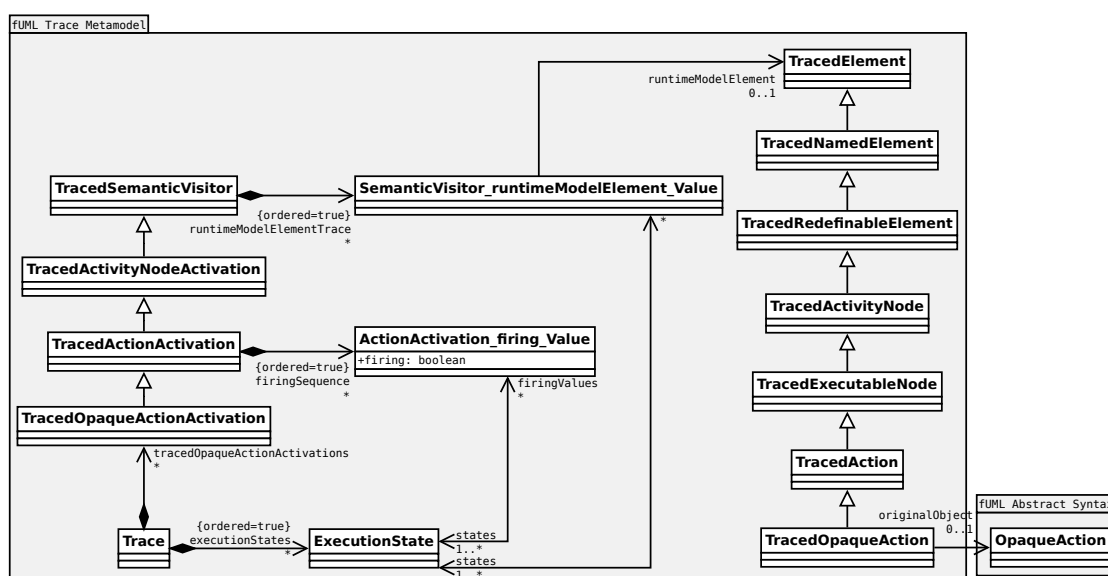 fUML Trace Metamodel
TracedElement
runtimeModelElement
0..1
TracedNamedElement
TracedSemanticVisitor
SemanticVisitor_runtimeModelElement_Value
{ordered=true}
runtimeModelElementTrace
*
*
TracedRedefinableElement
TracedActivityNodeActivation
TracedActivityNode
TracedActionActivation
ActionActivation_firing_Value
+firing: boolean
{ordered=true}
firingSequence
*
firingValues
*
TracedExecutableNode
TracedOpaqueActionActivation
tracedOpaqueActionActivations
*
TracedAction
fUML Abstract Syntax
originalObject
0..1
{ordered=true}
executionStates
*
Trace
ExecutionState
states
1..*
states
1..*
TracedOpaqueAction
OpaqueAction